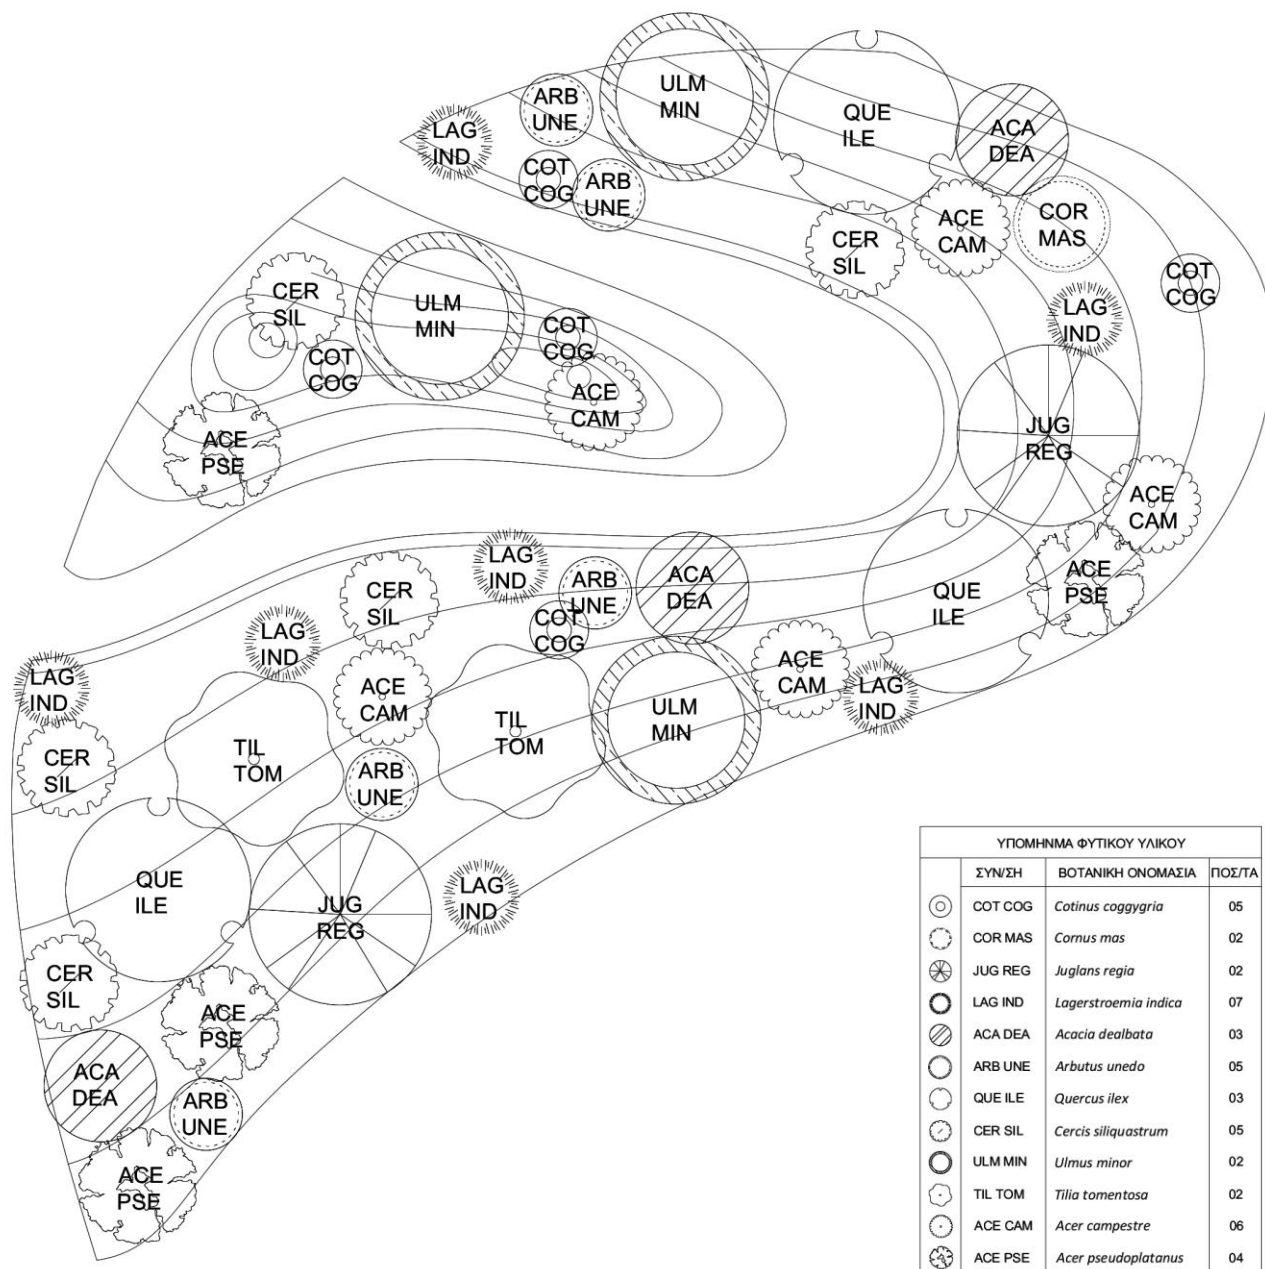 ULM
MIN
ARB
UNE
QUE
ILE
LAG
IND
ACA
DEA
COT
COG
ARB
UNE
ACE
CAM
COR
MAS
CER
SIL
COT
COG
CER
SIL
ULM
MIN
LAG
IND
COT
COG
COT
COG
ACE
CAM
JUG
REG
ACE
PSE
ACE
CAM
LAG
IND
ARB
UNE
ACA
DEA
ACE
PSE
CER
SIL
QUE
ILE
COT
COG
LAG
IND
ACE
CAM
LAG
IND
ACE
CAM
LAG
IND
TIL
TOM
ULM
MIN
TIL
TOM
CER
SIL
ARB
UNE
QUE
ILE
JUG
REG
LAG
IND
CER
SIL
ACE
PSE
ACA
DEA
ARB
UNE
ACE
PSE
ΥΠΟΜΗΝΜΑ ΦΥΤΙΚΟΥ ΥΛΙΚΟΥ
ΣΥΝ/ΣΗ ΒΟΤΑΝΙΚΗ ΟΝΟΜΑΣΙΑ ΠΟΣ/ΤΑ
COT COG Cotinus coggygria 05
COR MAS Cornus mas 02
JUG REG Juglans regia 02
LAG IND Lagerstroemia indica 07
ACA DEA Acacia dealbata 03
ARB UNE Arbutus unedo 05
QUE ILE Quercus ilex 03
CER SIL Cercis siliquastrum 05
ULM MIN Ulmus minor 02
TIL TOM Tilia tomentosa 02
ACE CAM Acer campestre 06
ACE PSE Acer pseudoplatanus 04